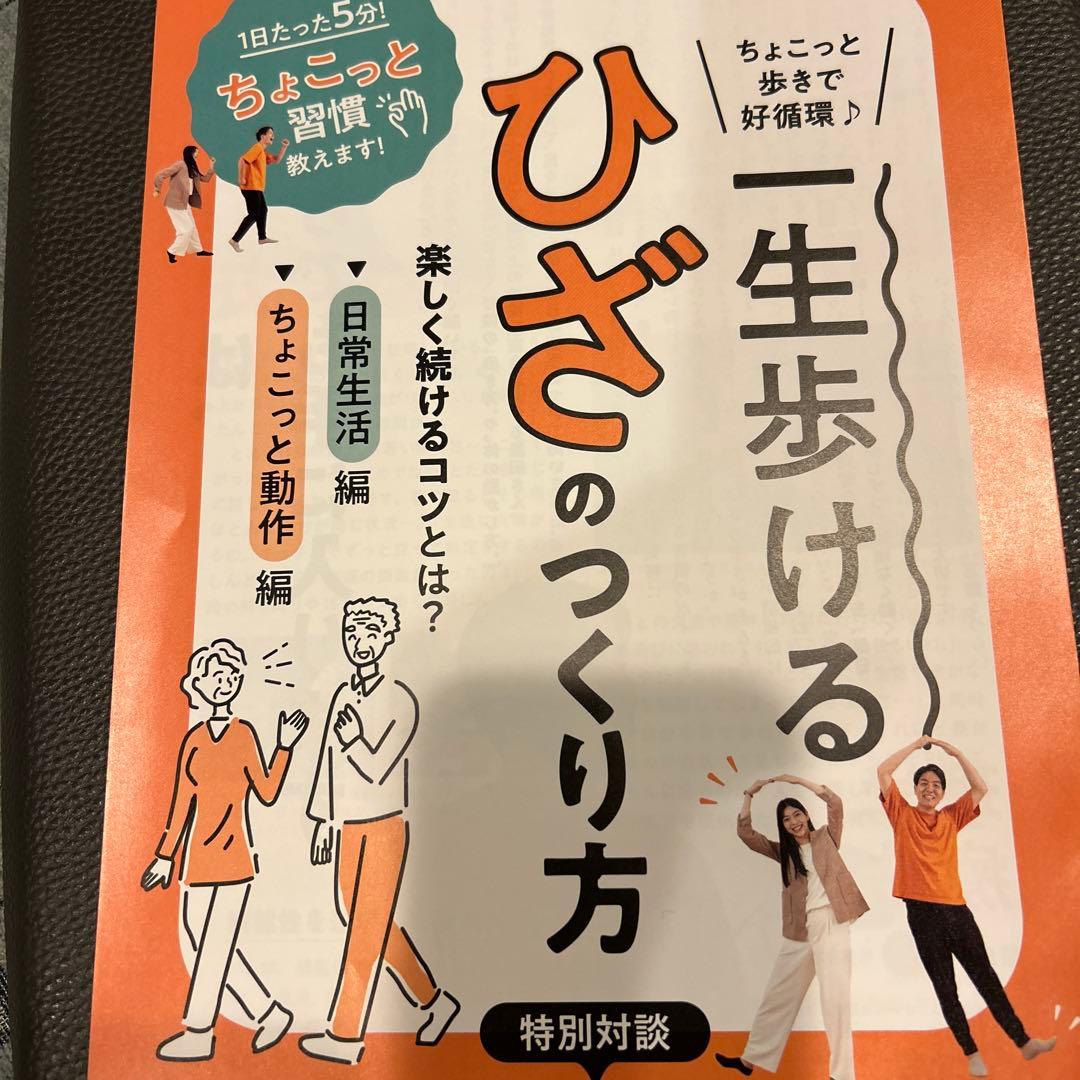 ちょこっと
歩きで
好循環♪
一生歩ける
ひざのつくり方
1日たった5分!
ちょこっと
習慣
教えます!
楽しく続けるコツとは?
▼日常生活編
▼ちょこっと動作編
特別対談